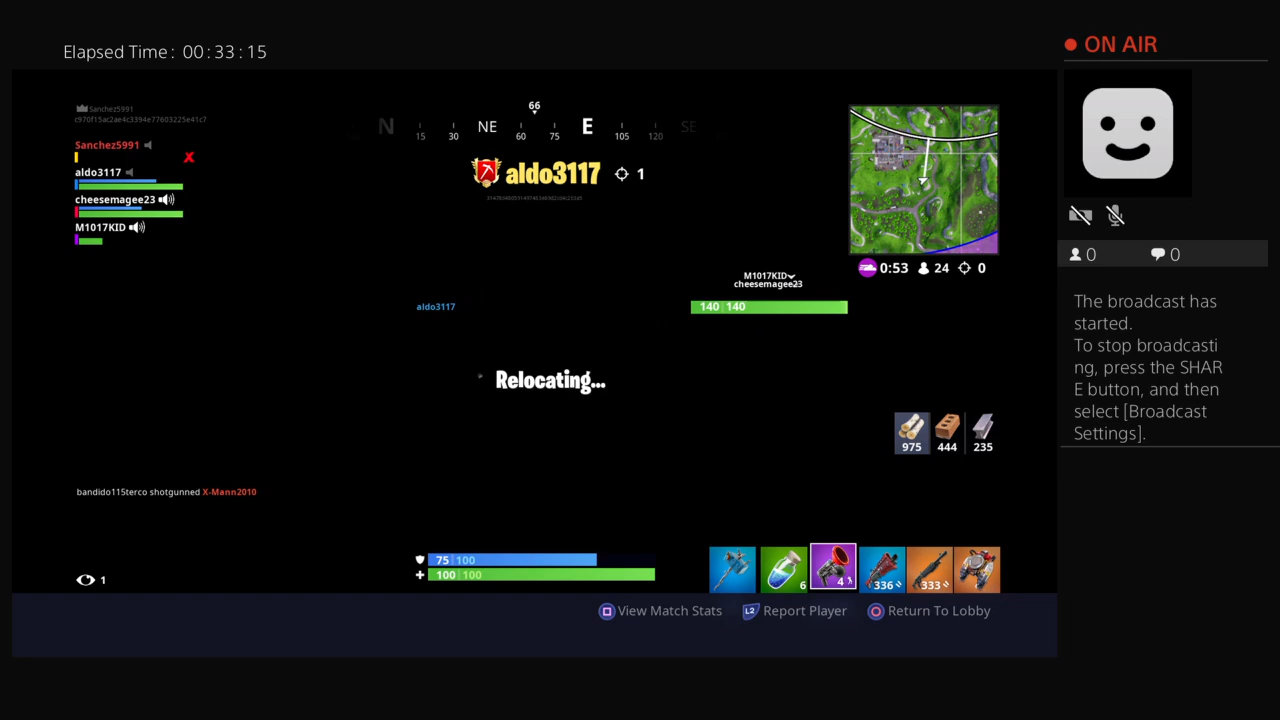 Elapsed Time: 00:33:15
ON AIR
Sanchez5991
c970f15ac2ae4c3394e77603225e41c7
Sanchez5991
aldo3117
cheesemagee23
M1017KID
66
N 15 30 NE 60 75 E 105 120 SE
aldo3117 1
0:53 24 0
M1017KID
cheesemagee23
140 140
aldo3117
Relocating...
975 444 235
bandido115terco shotgunned X-Mann2010
1
75 100
100 100
6 4 336 333
View Match Stats L2 Report Player Return To Lobby
0 0
The broadcast has
started.
To stop broadcasti
ng, press the SHAR
E button, and then
select [Broadcast
Settings].